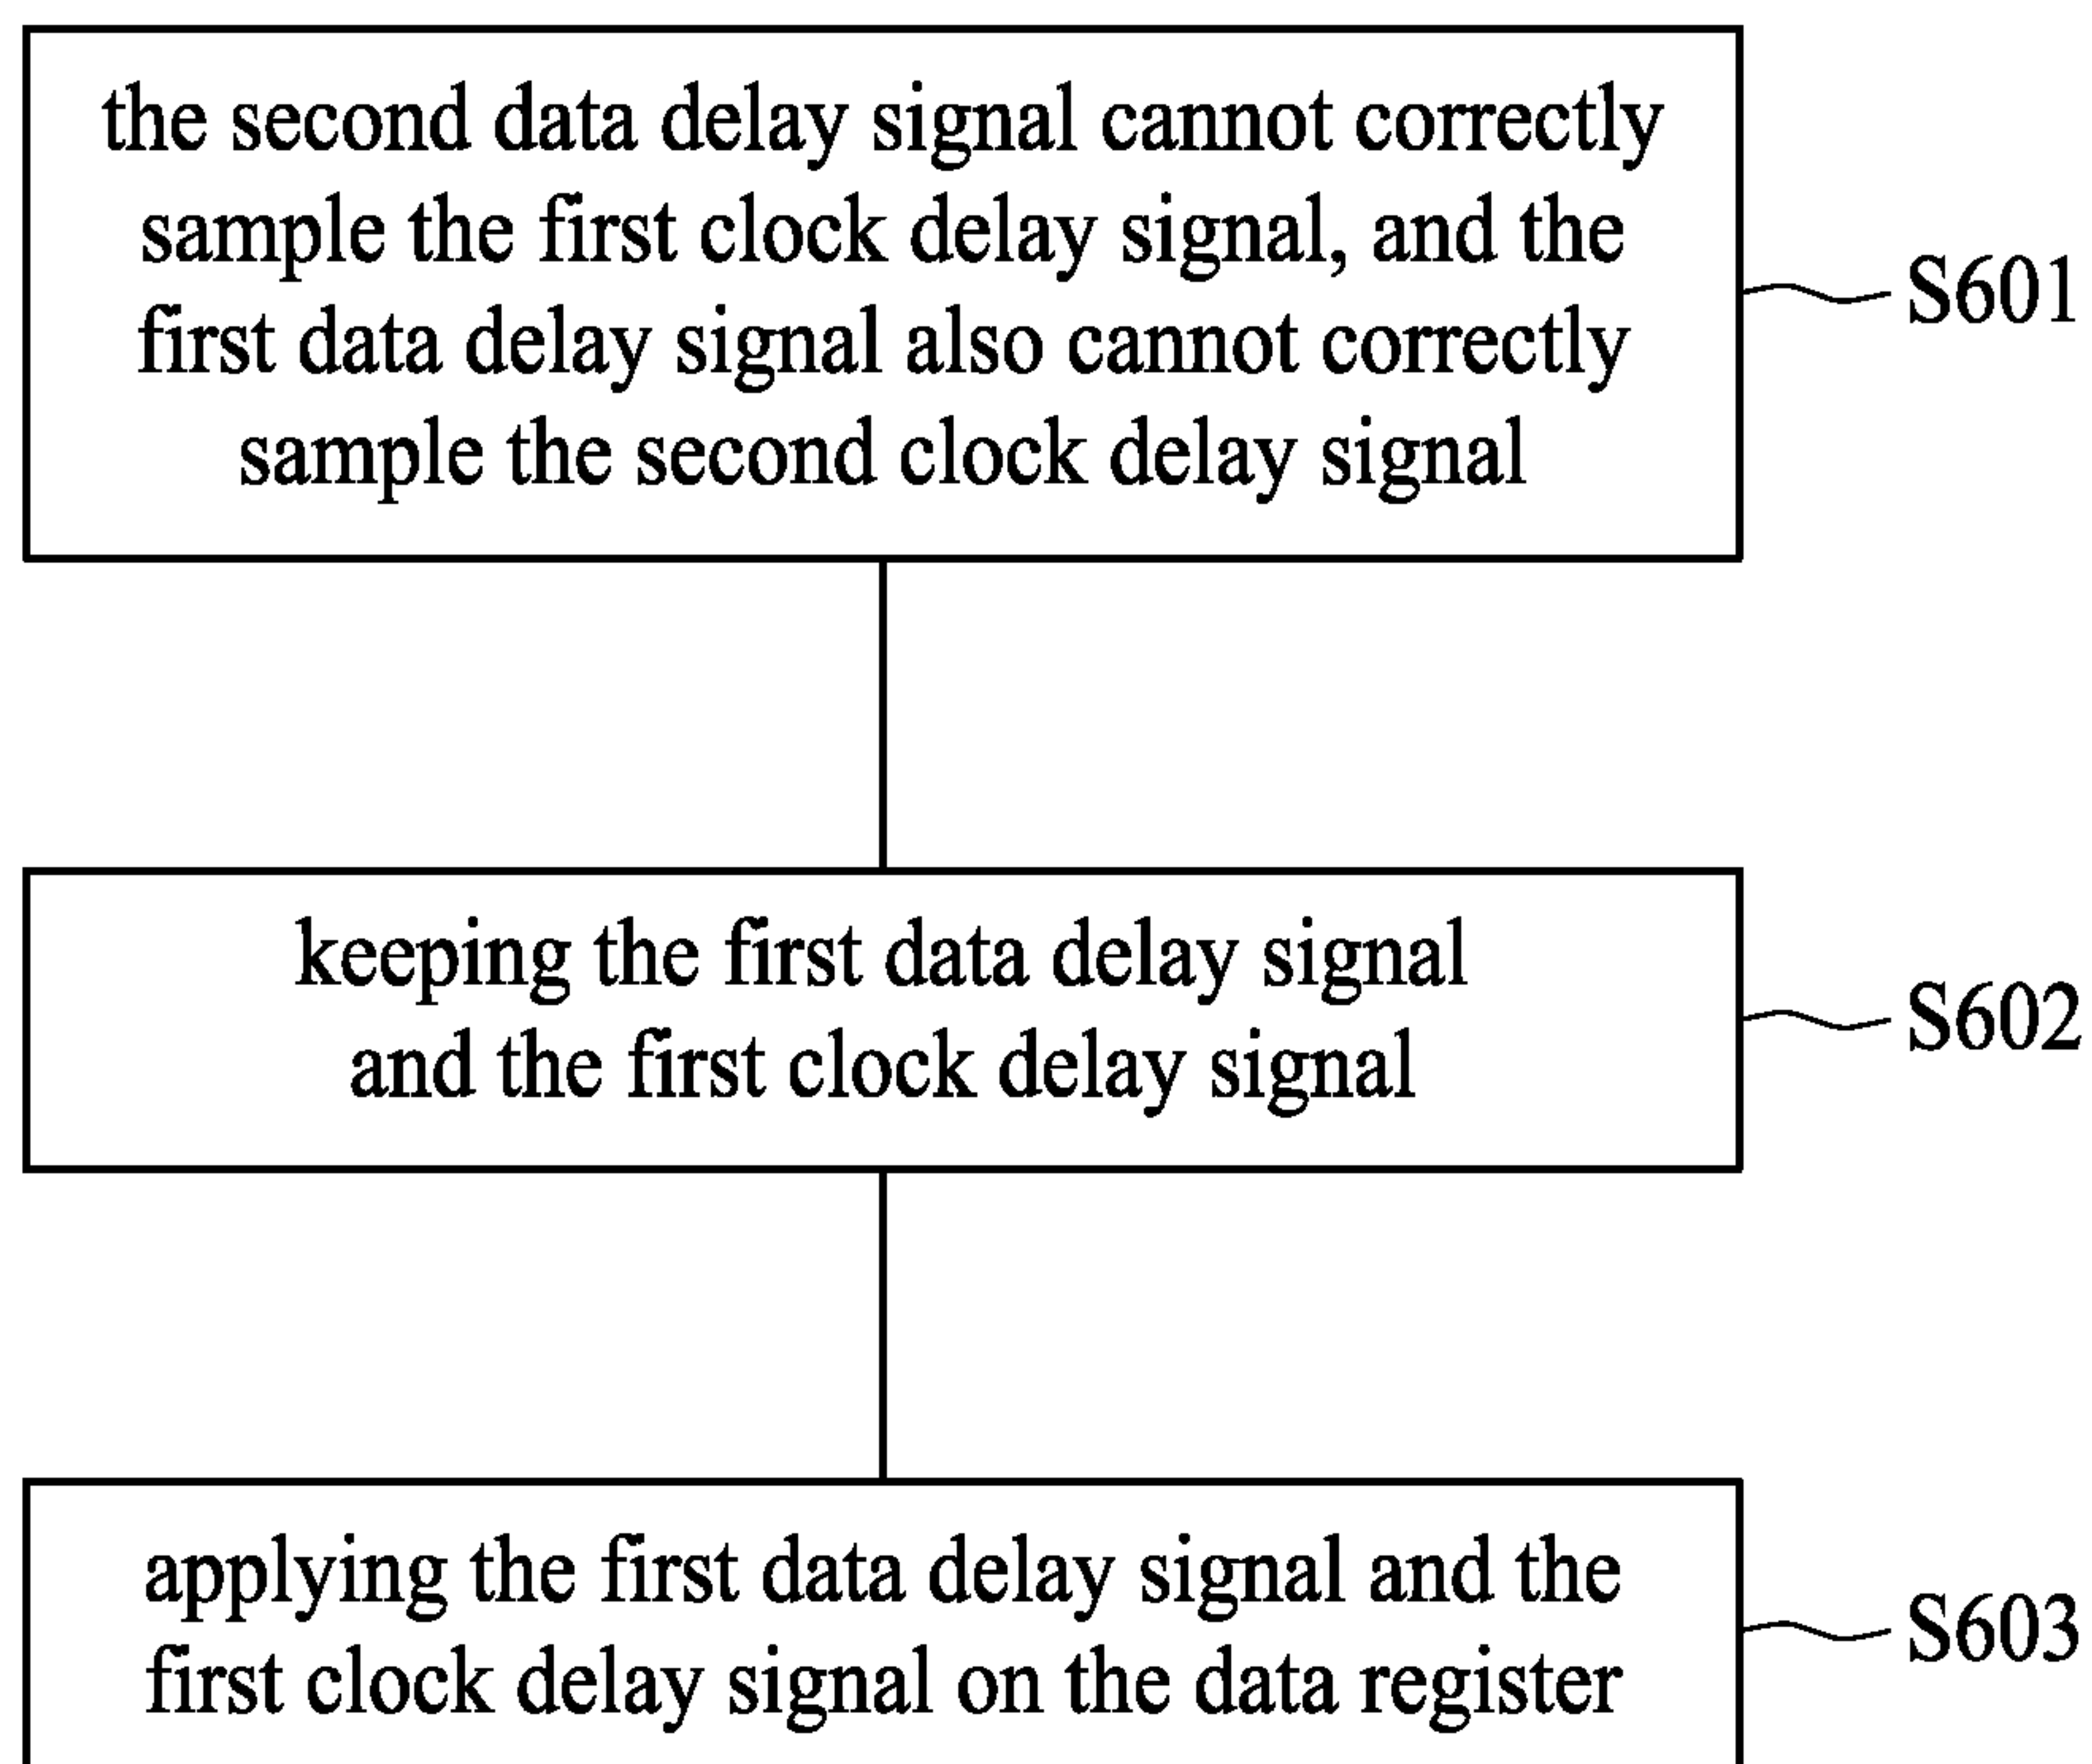 the second data delay signal cannot correctly
sample the first clock delay signal, and the
first data delay signal also cannot correctly
sample the second clock delay signal
S601
keeping the first data delay signal
and the first clock delay signal
S602
applying the first data delay signal and the
first clock delay signal on the data register
S603